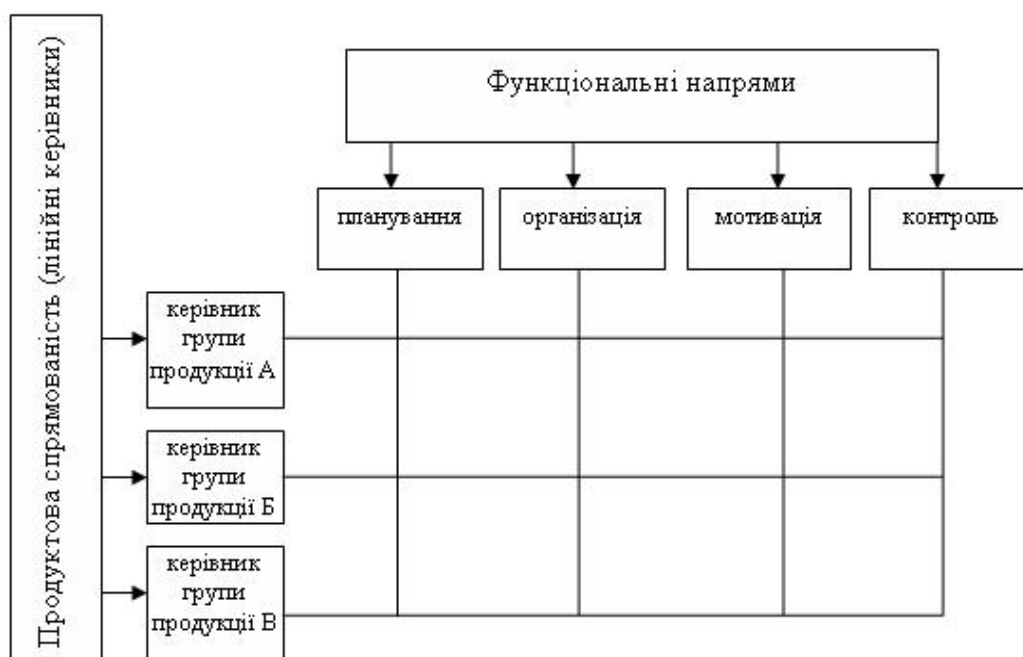 Продуктова спрямованість (лінійні керівники)
Функціональні напрями
планування
організація
мотивація
контроль
керівник
групи
продукції А
керівник
групи
продукції Б
керівник
групи
продукції В